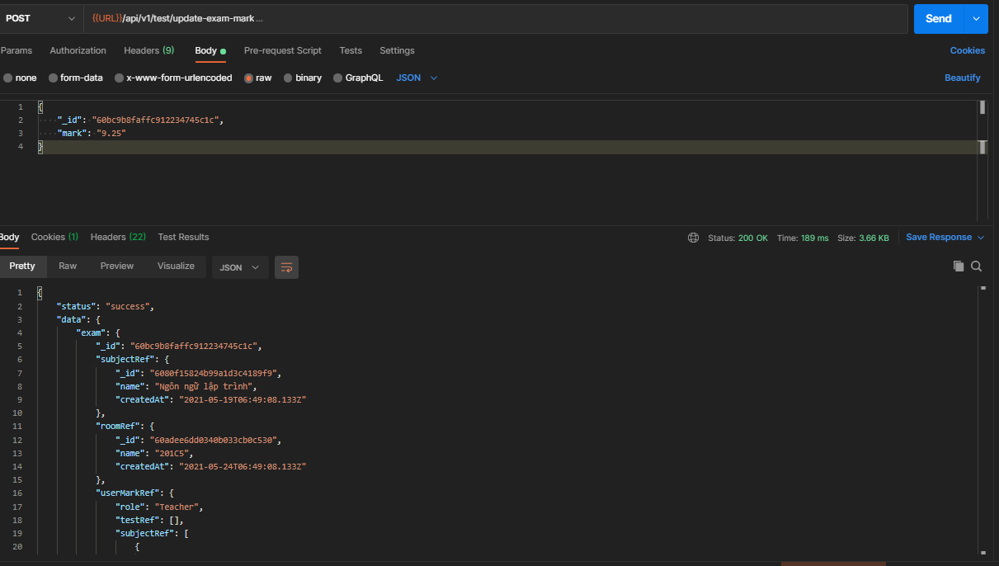 POST {{URL}}/api/v1/test/update-exam-mark ... Send
Params Authorization Headers (9) Body Pre-request Script Tests Settings Cookies
none form-data x-www-form-urlencoded raw binary GraphQL JSON Beautify
1 {
2 "_id": "60bc9b8faffc912234745c1c",
3 "mark": "9.25"
4 }
Body Cookies (1) Headers (22) Test Results Status: 200 OK Time: 189 ms Size: 3.66 KB Save Response
Pretty Raw Preview Visualize JSON
1 {
2 "status": "success",
3 "data": {
4 "exam": {
5 "_id": "60bc9b8faffc912234745c1c",
6 "subjectRef": {
7 "_id": "6080f15824b99a1d3c4189f9",
8 "name": "Ngôn ngữ lập trình",
9 "createdAt": "2021-05-19T06:49:08.133Z"
10 },
11 "roomRef": {
12 "_id": "60adee6dd0340b033cb0c530",
13 "name": "201C5",
14 "createdAt": "2021-05-24T06:49:08.133Z"
15 },
16 "userMarkRef": {
17 "role": "Teacher",
18 "testRef": [],
19 "subjectRef": [
20 {